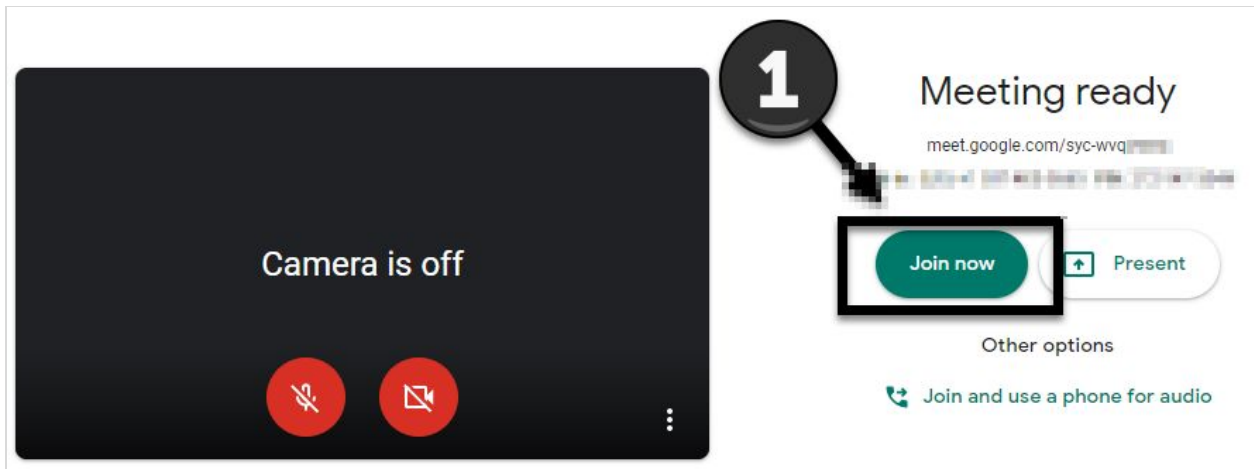 1
Meeting ready
meet.google.com/syc-wvq
Camera is off
Join now
Present
Other options
Join and use a phone for audio